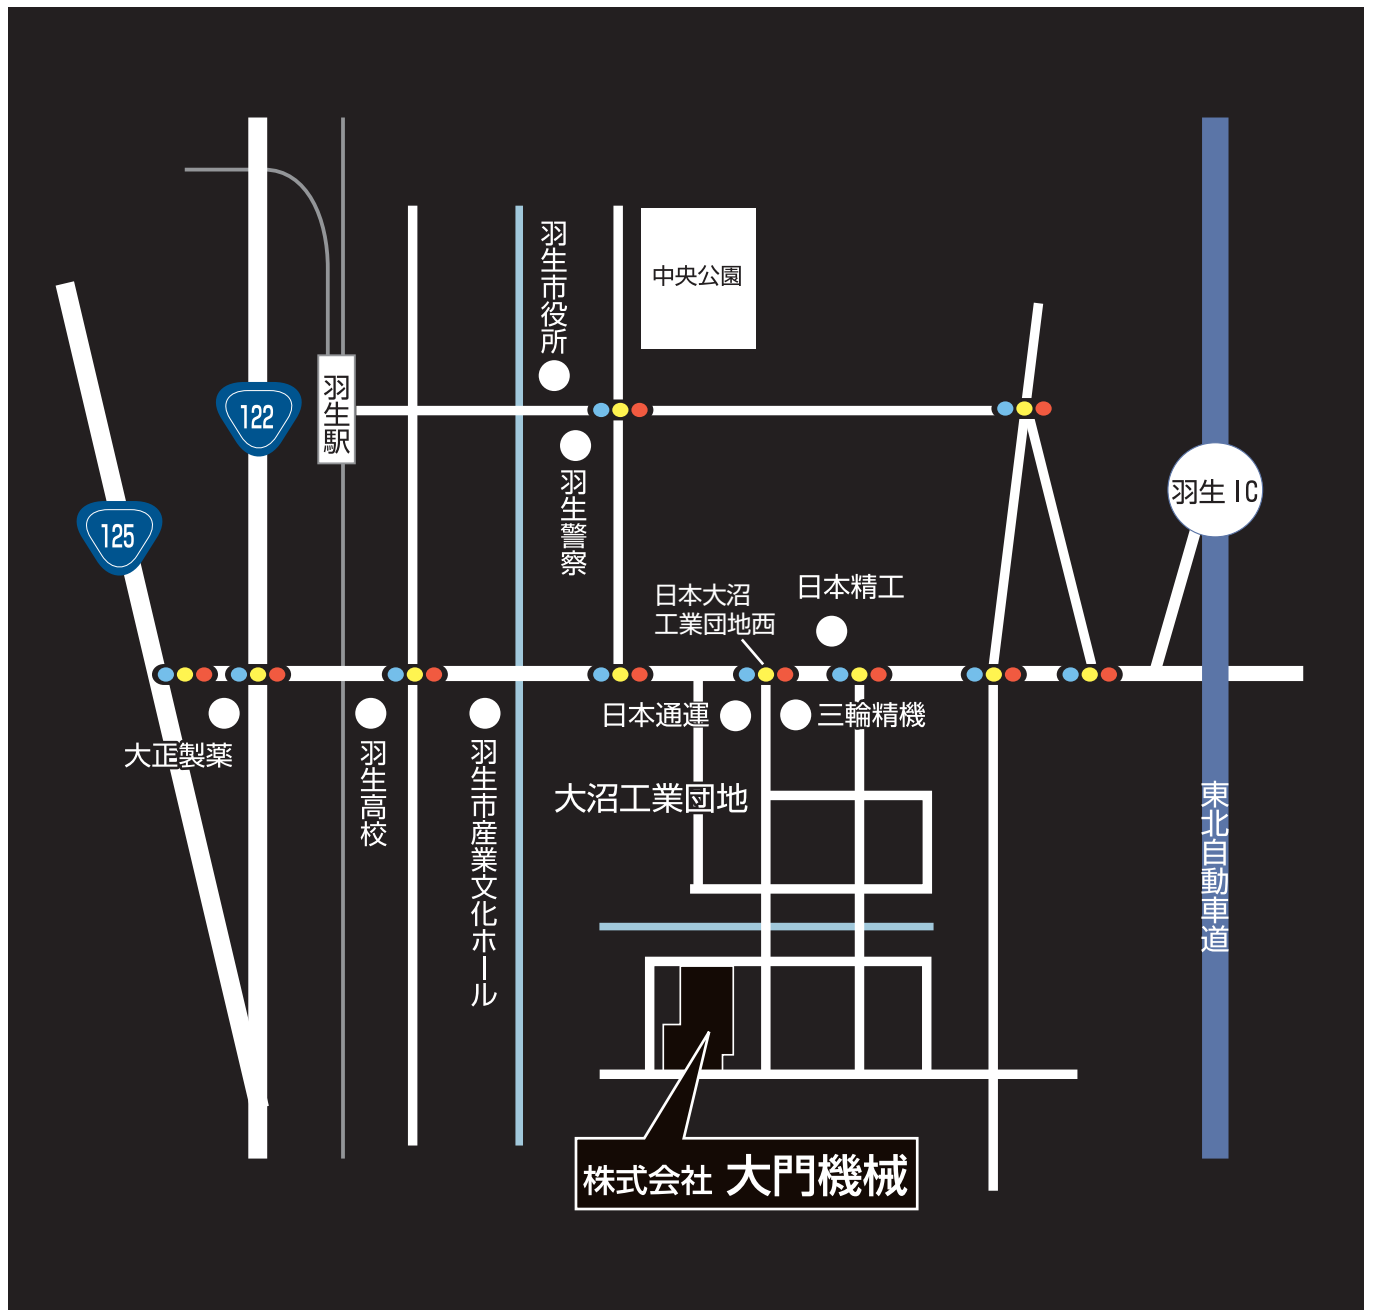 羽生市役所
中央公園
122
羽生駅
羽生警察
羽生IC
125
日本大沼
工業団地西
日本精工
日本通運
三輪精機
大正製薬
羽生高校
羽生市産業文化ホール
大沼工業団地
東北自動車道
株式会社 大門機械